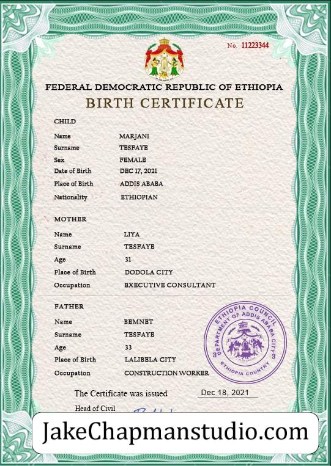 No. 11223344
FEDERAL DEMOCRATIC REPUBLIC OF ETHIOPIA
BIRTH CERTIFICATE
CHILD
Name MARJANI
Surname TESFAYE
Sex FEMALE
Date of Birth DEC 17, 2021
Place of Birth ADDIS ABABA
Nationality ETHIOPIAN
MOTHER
Name LIYA
Surname TESFAYE
Age 31
Place of Birth DODOLA CITY
Occupation EXECUTIVE CONSULTANT
FATHER
Name BEMNET
Surname TESFAYE
Age 33
Place of Birth LALIBELA CITY
Occupation CONSTRUCTION WORKER
ETHIOPIA COUNCIL
DEPARTMENT OF ADDIS ABABA CITY
ETHIOPIA COUNTRY
The Certificate was issued Dec 18, 2021
Head of Civil
JakeChapmanstudio.com